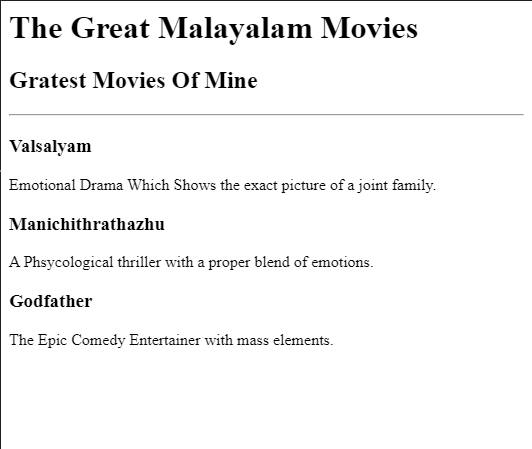 The Great Malayalam Movies
Gratest Movies Of Mine
Valsalyam
Emotional Drama Which Shows the exact picture of a joint family.
Manichithrathazhu
A Phsycological thriller with a proper blend of emotions.
Godfather
The Epic Comedy Entertainer with mass elements.